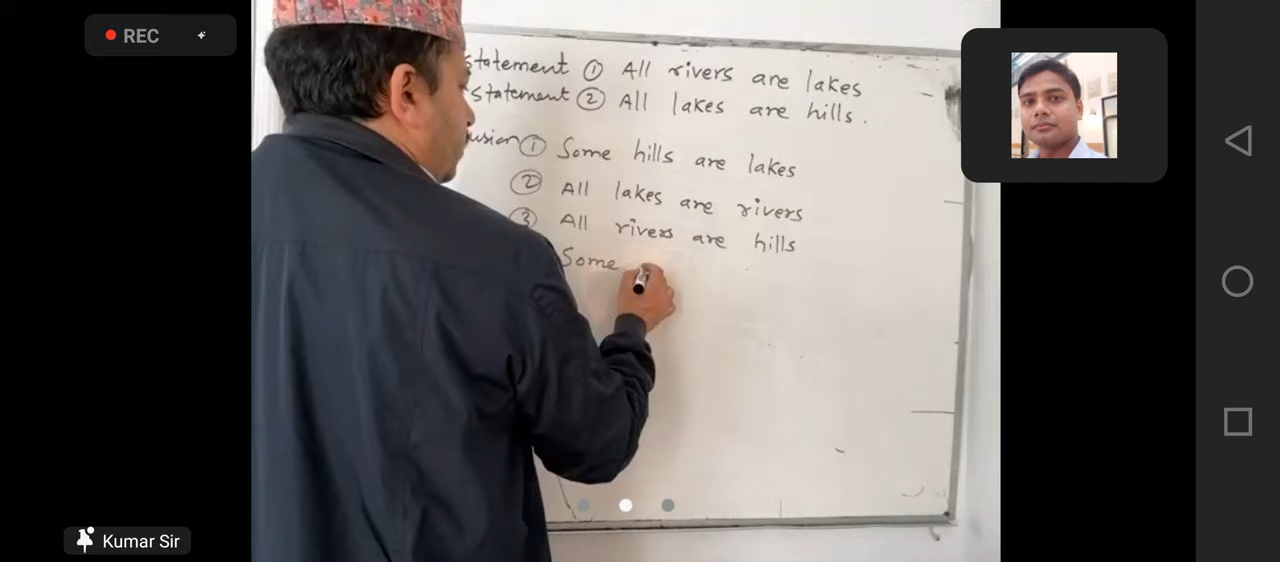 REC
statement ① All rivers are lakes
statement ② All lakes are hills.
usion ① Some hills are lakes
② All lakes are rivers
③ All rivers are hills
Some
Kumar Sir